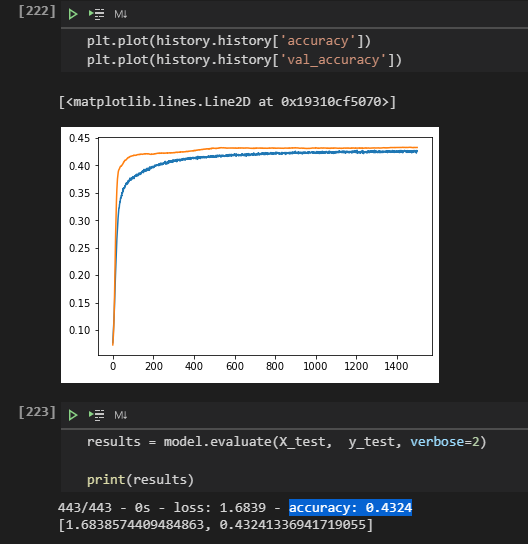 [222]
M↓
plt.plot(history.history['accuracy'])
plt.plot(history.history['val_accuracy'])
[<matplotlib.lines.Line2D at 0x19310cf5070>]
0.45
0.40
0.35
0.30
0.25
0.20
0.15
0.10
0 200 400 600 800 1000 1200 1400
[223]
M↓
results = model.evaluate(X_test,  y_test, verbose=2)
print(results)
443/443 - 0s - loss: 1.6839 - accuracy: 0.4324
[1.6838574409484863, 0.43241336941719055]